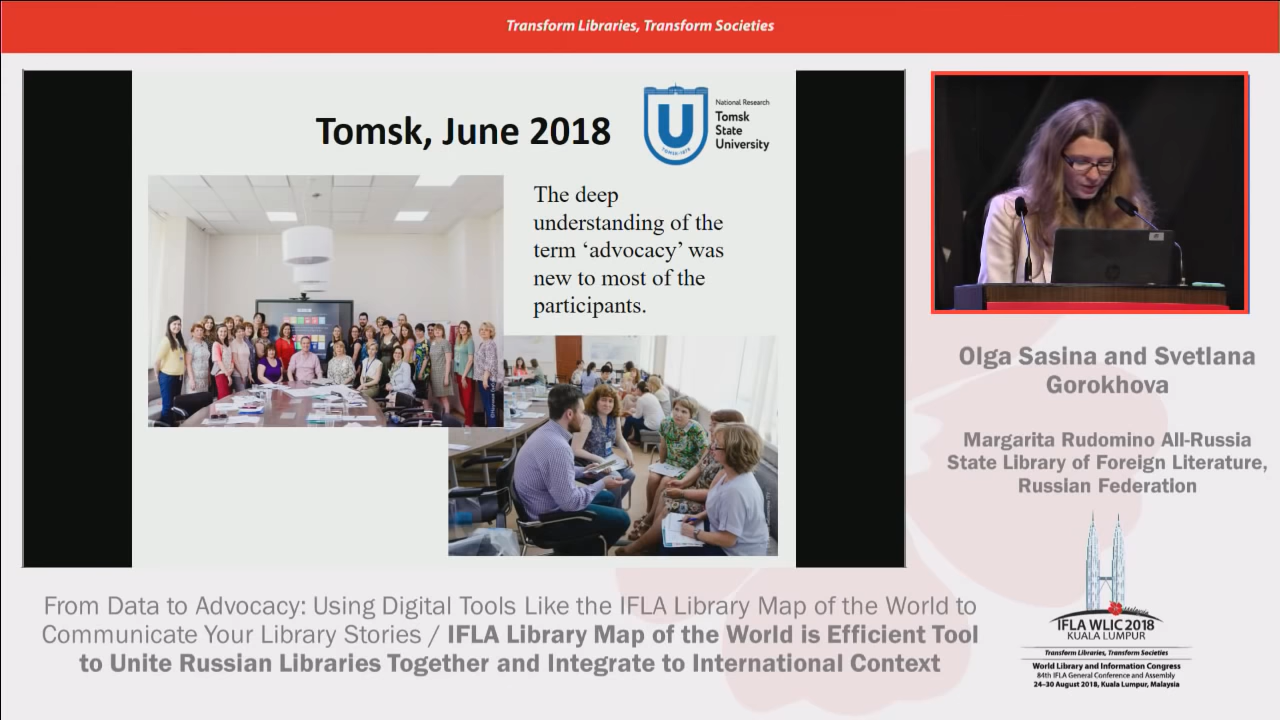 Transform Libraries, Transform Societies
Tomsk, June 2018
National Research
Tomsk
State
University
U
TOMSK·1878
The deep
understanding of the
term ‘advocacy’ was
new to most of the
participants.
Olga Sasina and Svetlana
Gorokhova
Margarita Rudomino All-Russia
State Library of Foreign Literature,
Russian Federation
From Data to Advocacy: Using Digital Tools Like the IFLA Library Map of the World to
Communicate Your Library Stories / IFLA Library Map of the World is Efficient Tool
to Unite Russian Libraries Together and Integrate to International Context
Malaysia
IFLA WLIC 2018
KUALA LUMPUR
Transform Libraries, Transform Societies
World Library and Information Congress
84th IFLA General Conference and Assembly
24–30 August 2018, Kuala Lumpur, Malaysia